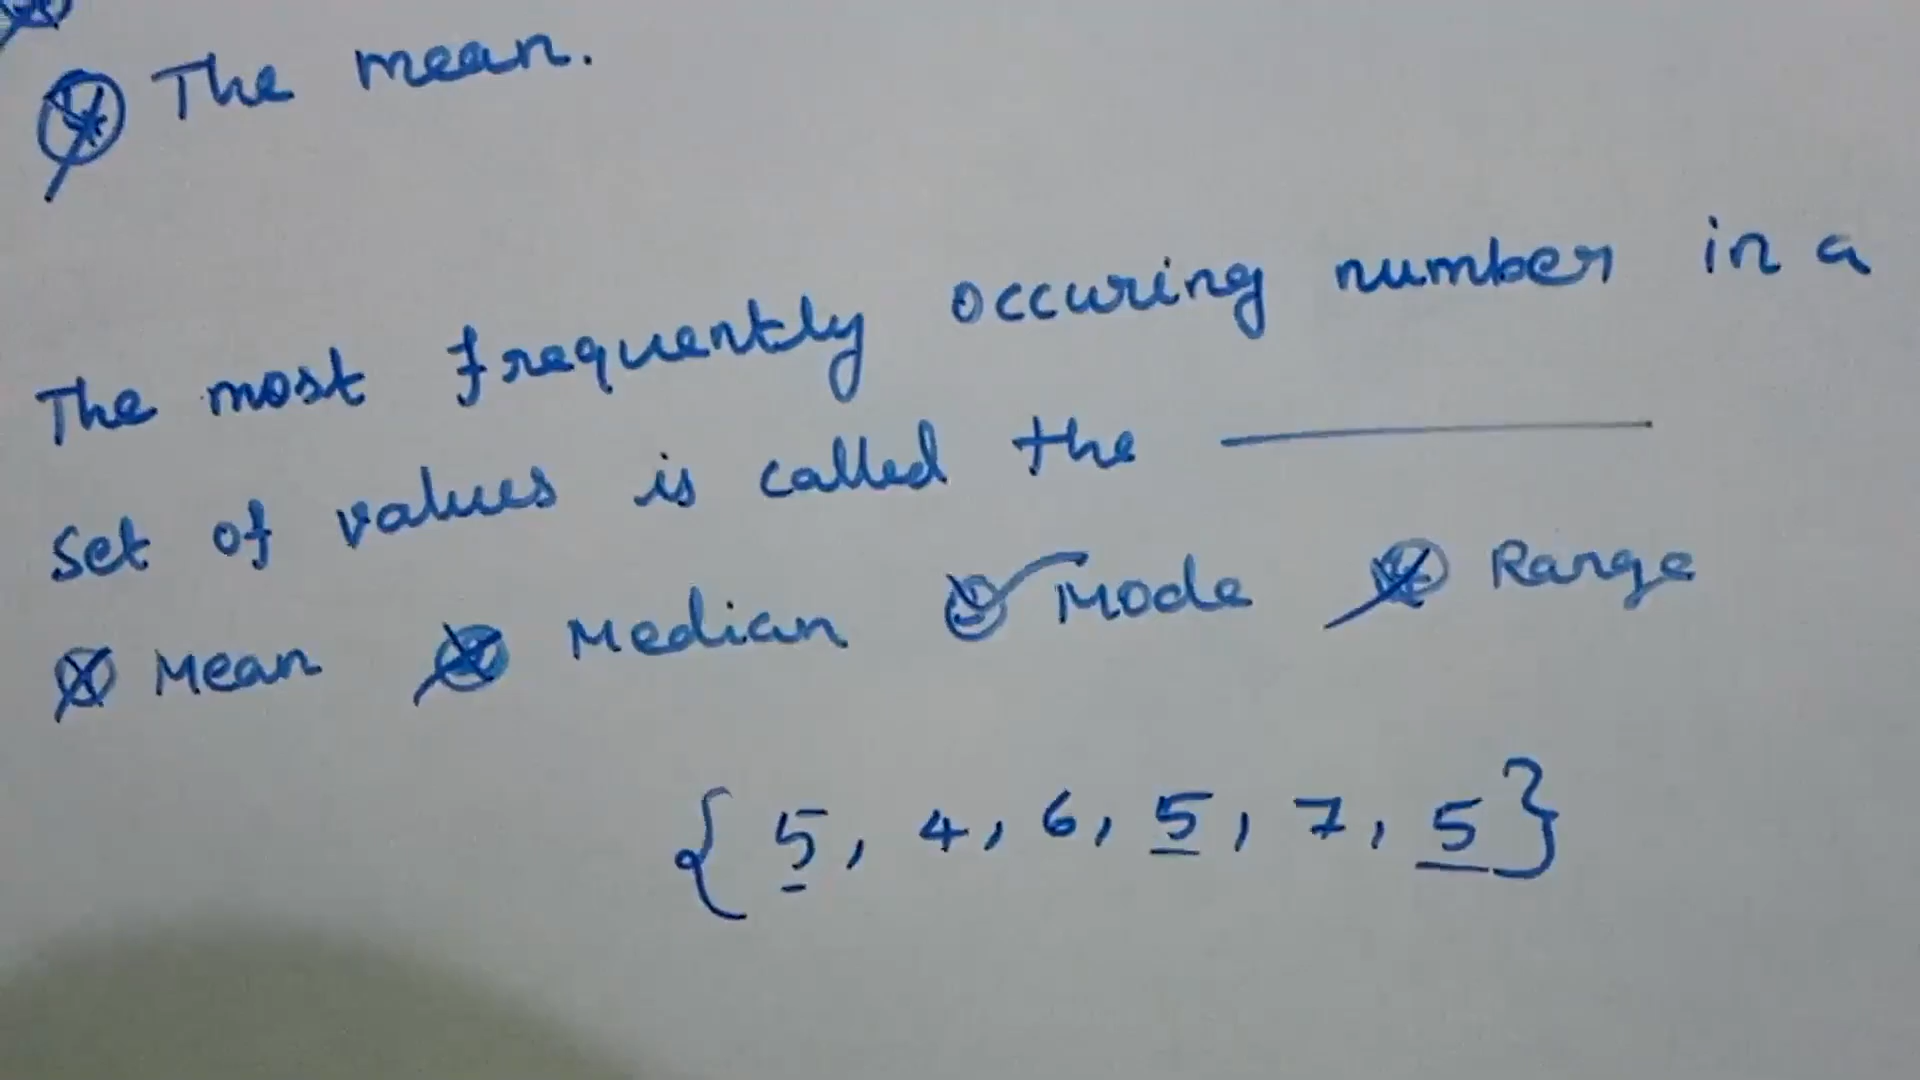 The mean.
The most frequently occuring number in a
set of values is called the
Mean Median Mode Range
{ 5, 4, 6, 5, 7, 5 }